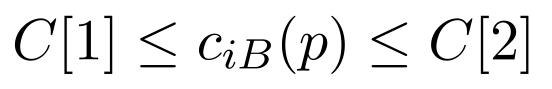 C[1] ≤ c_{iB}(p) ≤ C[2]